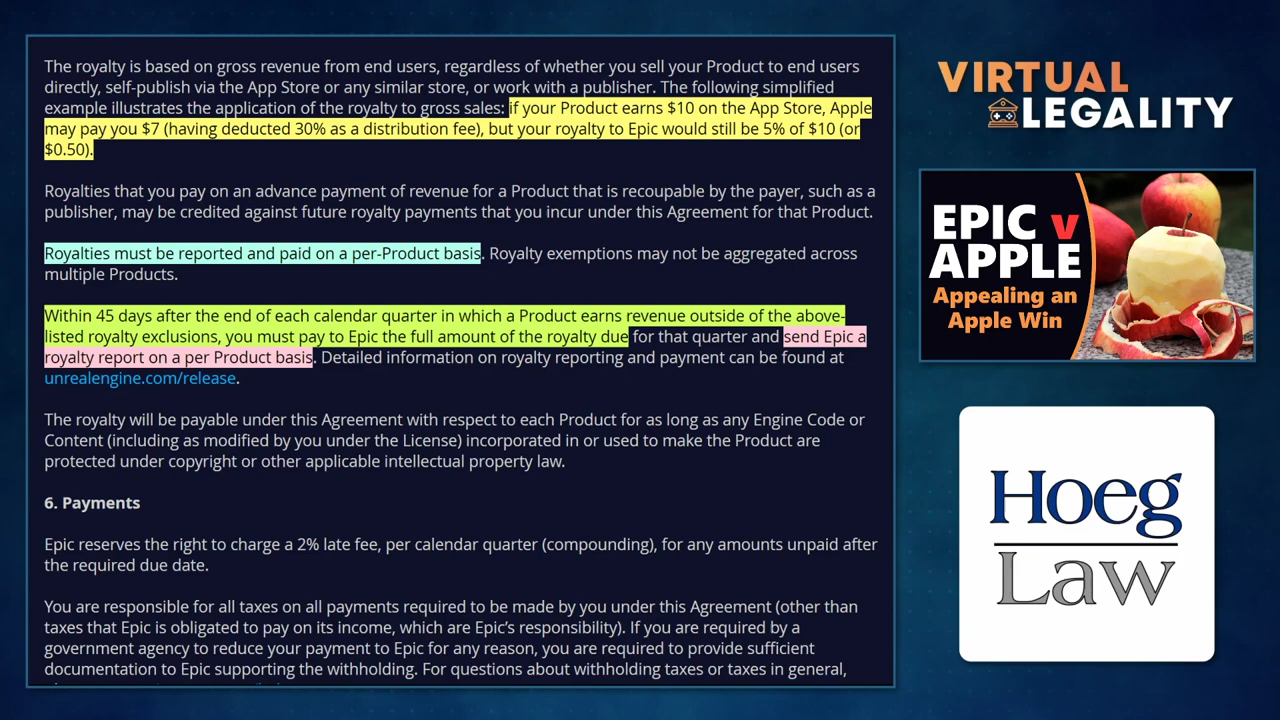 The royalty is based on gross revenue from end users, regardless of whether you sell your Product to end users
directly, self-publish via the App Store or any similar store, or work with a publisher. The following simplified
example illustrates the application of the royalty to gross sales: if your Product earns $10 on the App Store, Apple
may pay you $7 (having deducted 30% as a distribution fee), but your royalty to Epic would still be 5% of $10 (or
$0.50).
Royalties that you pay on an advance payment of revenue for a Product that is recoupable by the payer, such as a
publisher, may be credited against future royalty payments that you incur under this Agreement for that Product.
Royalties must be reported and paid on a per-Product basis. Royalty exemptions may not be aggregated across
multiple Products.
Within 45 days after the end of each calendar quarter in which a Product earns revenue outside of the above-
listed royalty exclusions, you must pay to Epic the full amount of the royalty due for that quarter and send Epic a
royalty report on a per Product basis. Detailed information on royalty reporting and payment can be found at
unrealengine.com/release.
The royalty will be payable under this Agreement with respect to each Product for as long as any Engine Code or
Content (including as modified by you under the License) incorporated in or used to make the Product are
protected under copyright or other applicable intellectual property law.
6. Payments
Epic reserves the right to charge a 2% late fee, per calendar quarter (compounding), for any amounts unpaid after
the required due date.
You are responsible for all taxes on all payments required to be made by you under this Agreement (other than
taxes that Epic is obligated to pay on its income, which are Epic's responsibility). If you are required by a
government agency to reduce your payment to Epic for any reason, you are required to provide sufficient
documentation to Epic supporting the withholding. For questions about withholding taxes or taxes in general,
VIRTUAL
LEGALITY
EPIC v
APPLE
Appealing an
Apple Win
Hoeg
Law